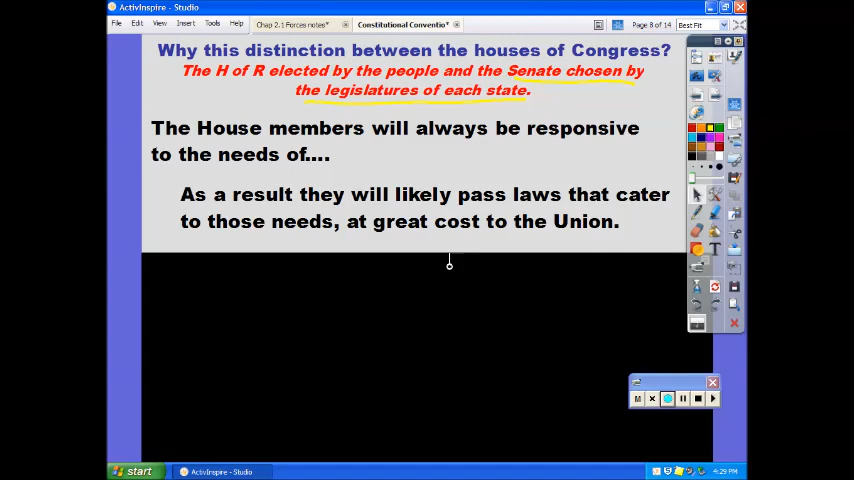 ActivInspire - Studio
File Edit View Insert Tools Help
Chap 2.1 Forces notes*
Constitutional Conventio*
Page 8 of 14
Best Fit
Why this distinction between the houses of Congress?
The H of R elected by the people and the Senate chosen by
the legislatures of each state.
The House members will always be responsive
to the needs of....
As a result they will likely pass laws that cater
to those needs, at great cost to the Union.
T
M
start
ActivInspire - Studio
4:29 PM